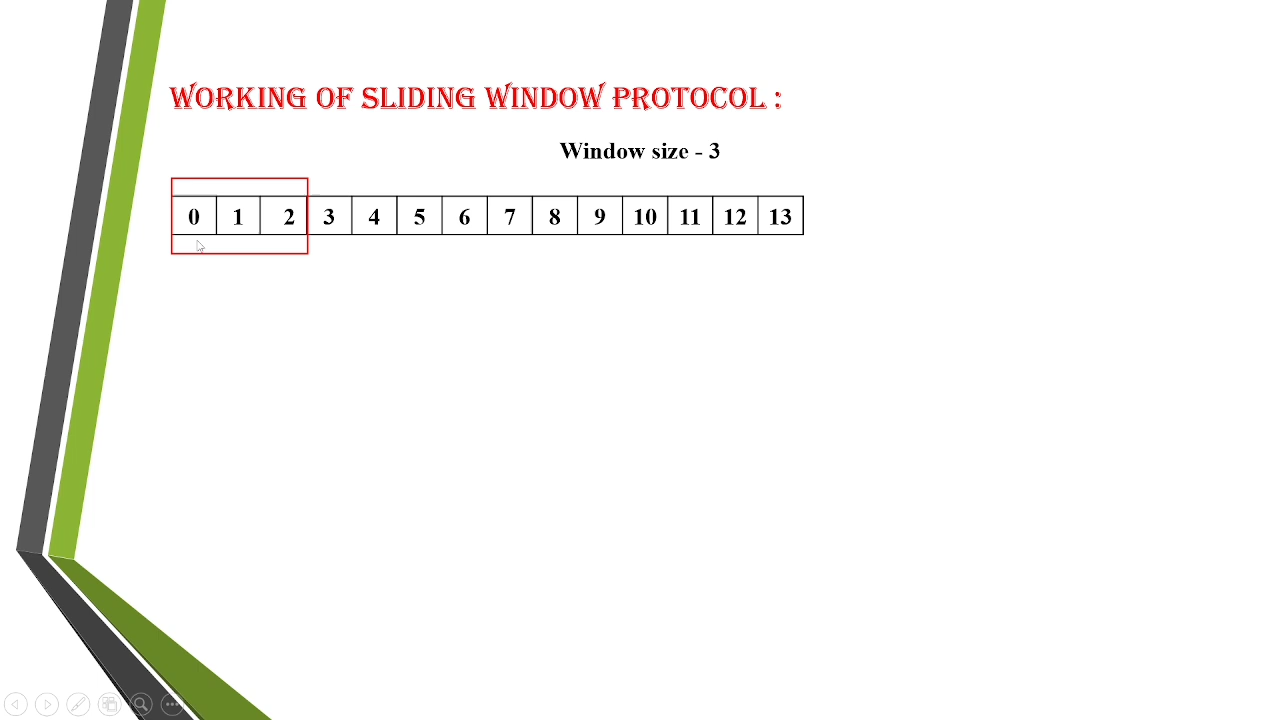 WORKING OF SLIDING WINDOW PROTOCOL :
Window size - 3
0 1 2 3 4 5 6 7 8 9 10 11 12 13